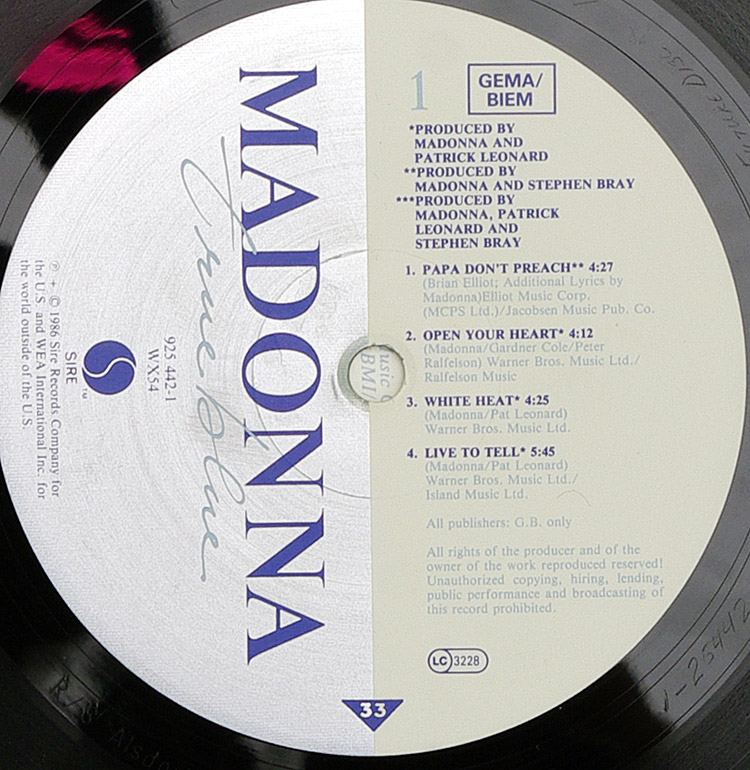 MADONNA
True blue
925 442-1
WX54
SIRE
™
℗ + © 1986 Sire Records Company for
the U.S. and WEA International Inc. for
the world outside of the U.S.
1
GEMA/
BIEM
*PRODUCED BY
MADONNA AND
PATRICK LEONARD
**PRODUCED BY
MADONNA AND STEPHEN BRAY
***PRODUCED BY
MADONNA, PATRICK
LEONARD AND
STEPHEN BRAY
1. PAPA DON'T PREACH** 4:27
(Brian Elliot; Additional Lyrics by
Madonna)Elliot Music Corp.
(MCPS Ltd.)/Jacobsen Music Pub. Co.
2. OPEN YOUR HEART* 4:12
(Madonna/Gardner Cole/Peter
Ralfelson) Warner Bros. Music Ltd./
Ralfelson Music
3. WHITE HEAT* 4:25
(Madonna/Pat Leonard)
Warner Bros. Music Ltd.
4. LIVE TO TELL* 5:45
(Madonna/Pat Leonard)
Warner Bros. Music Ltd./
Island Music Ltd.
All publishers: G.B. only
All rights of the producer and of the
owner of the work reproduced reserved!
Unauthorized copying, hiring, lending,
public performance and broadcasting of
this record prohibited.
LC 3228
33
usic
BMI/
R/S Alsdo